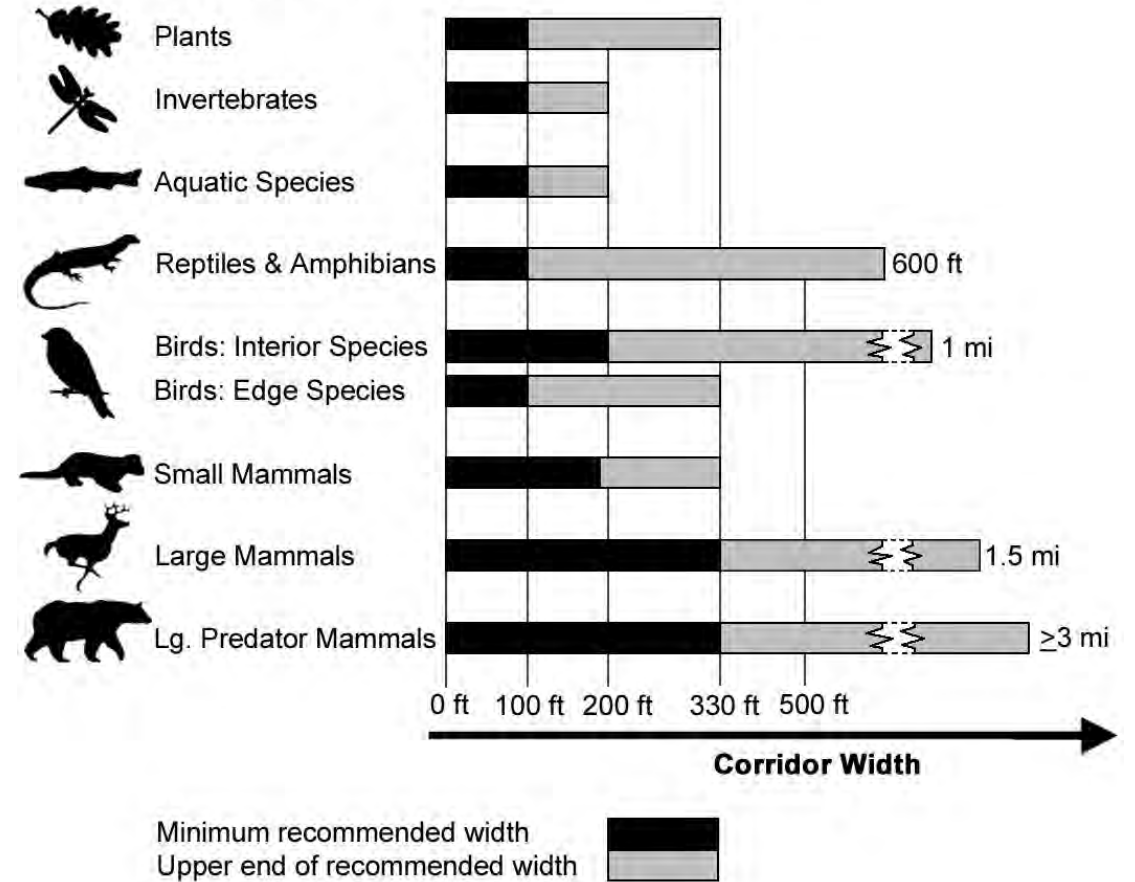 Plants
Invertebrates
Aquatic Species
Reptiles & Amphibians
600 ft
Birds: Interior Species
1 mi
Birds: Edge Species
Small Mammals
Large Mammals
1.5 mi
Lg. Predator Mammals
≥3 mi
0 ft 100 ft 200 ft 330 ft 500 ft
Corridor Width
Minimum recommended width
Upper end of recommended width